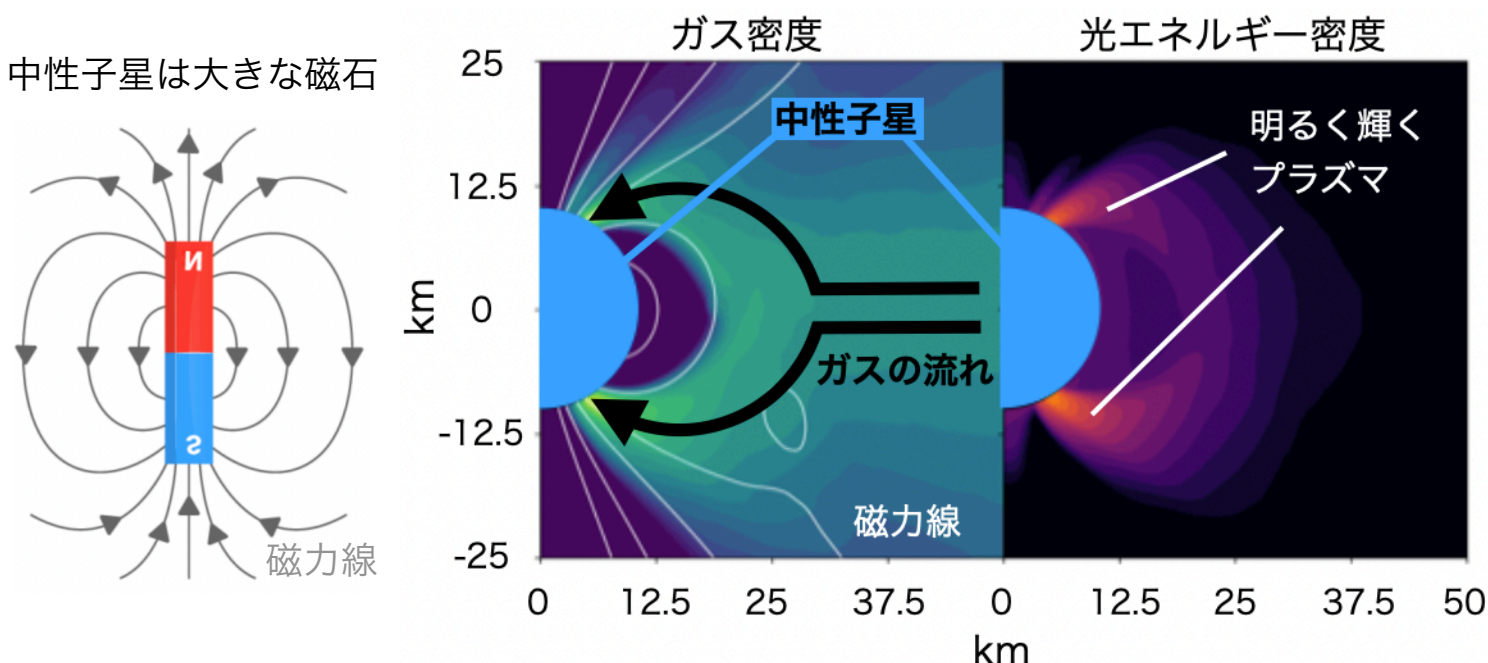 中性子星は大きな磁石
N
S
磁力線
ガス密度
光エネルギー密度
25
12.5
0
-12.5
-25
km
中性子星
ガスの流れ
磁力線
明るく輝く
プラズマ
0
12.5
25
37.5
0
12.5
25
37.5
50
km